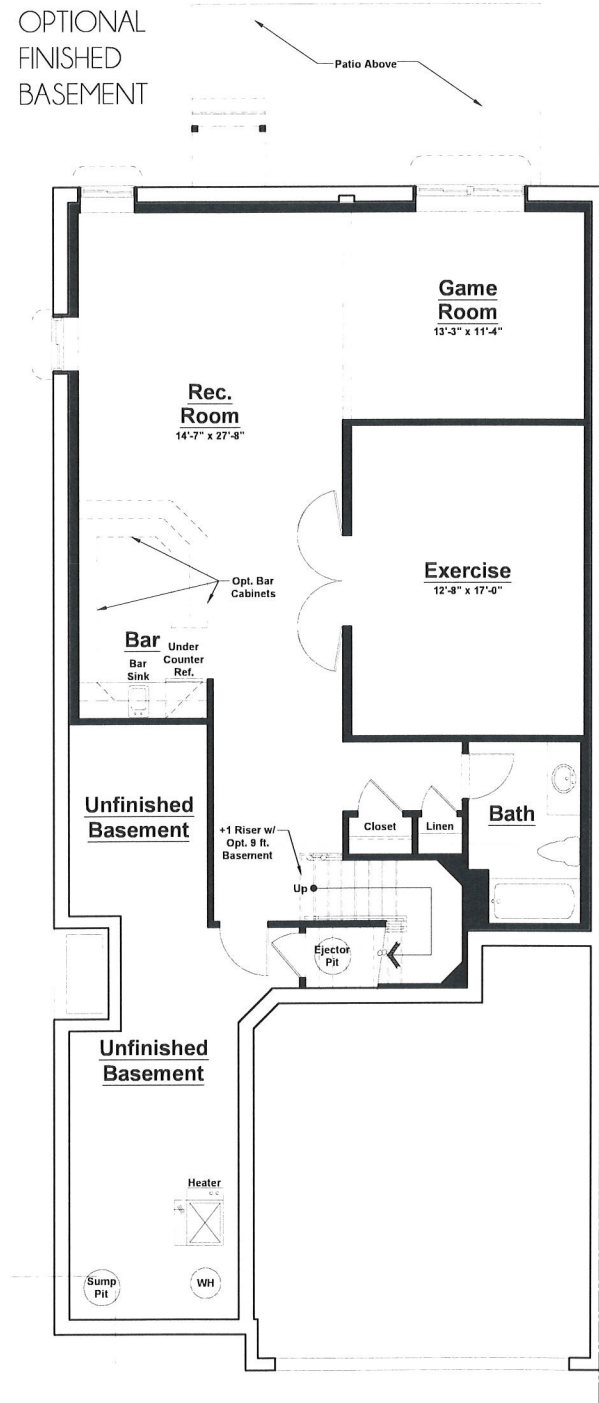 OPTIONAL
FINISHED
BASEMENT
Patio Above
Game
Room
13'-3" x 11'-4"
Rec.
Room
14'-7" x 27'-8"
Exercise
12'-8" x 17'-0"
Opt. Bar
Cabinets
Bar
Bar
Sink
Under
Counter
Ref.
Unfinished
Basement
+1 Riser w/
Opt. 9 ft.
Basement
Closet
Linen
Bath
Up
Ejector
Pit
Unfinished
Basement
Heater
Sump
Pit
WH